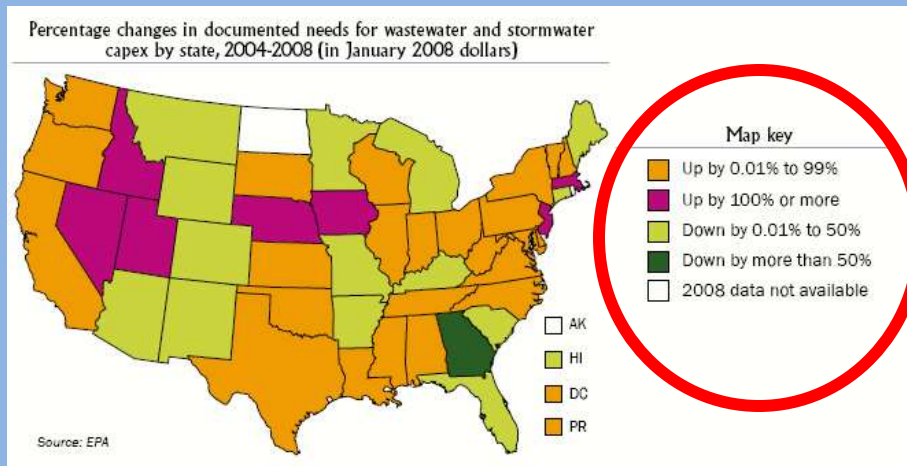 Percentage changes in documented needs for wastewater and stormwater
capex by state, 2004-2008 (in January 2008 dollars)
Map key
Up by 0.01% to 99%
Up by 100% or more
Down by 0.01% to 50%
Down by more than 50%
2008 data not available
AK
HI
DC
PR
Source: EPA